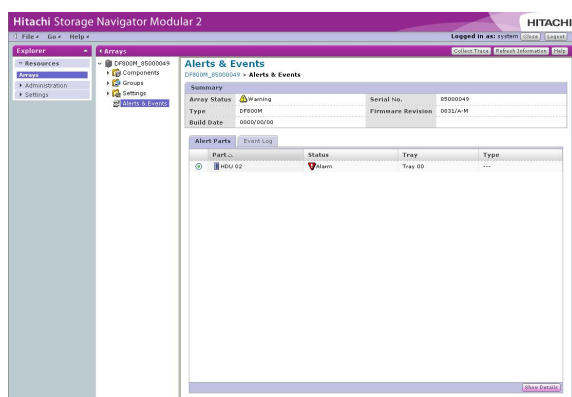 Hitachi Storage Navigator Modular 2
HITACHI
File Go Help
Logged in as: system Close Logout
Explorer
Arrays
Collect Trace Refresh Information Help
Resources
Arrays
Administration
Settings
DF800M_85000049
Components
Groups
Settings
Alerts & Events
Alerts & Events
DF800M_85000049 > Alerts & Events
Summary
Array Status Warning Serial No. 85000049
Type DF800M Firmware Revision 0831/A-M
Build Date 0000/00/00
Alert Parts Event Log
Part Status Tray Type
HDU 02 Alarm Tray 00 ---
Show Details